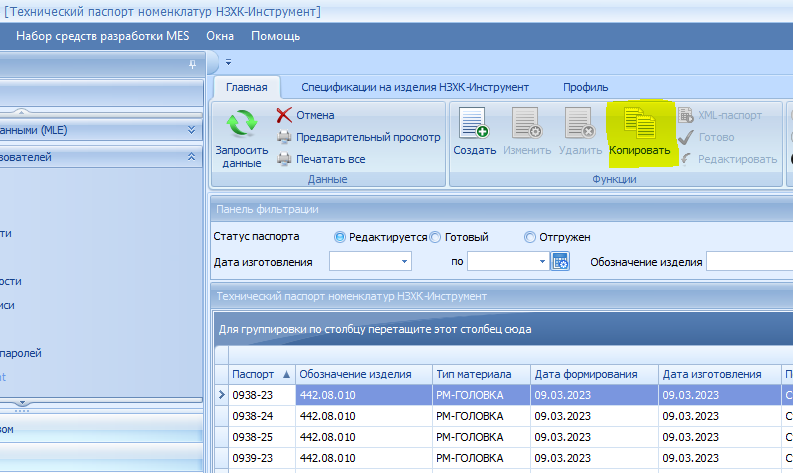 [Технический паспорт номенклатур НЗХК-Инструмент]
Набор средств разработки MES Окна Помощь
Главная Спецификации на изделия НЗХК-Инструмент Профиль
Запросить данные
Отмена
Предварительный просмотр
Печатать все
Данные
Создать Изменить Удалить Копировать
XML-паспорт
Готово
Редактировать
Функции
анными (MLE)
зователей
ти
ости
иси
паролей
nt
вом
Панель фильтрации
Статус паспорта Редактируется Готовый Отгружен
Дата изготовления по Обозначение изделия
Технический паспорт номенклатур НЗХК-Инструмент
Для группировки по столбцу перетащите этот столбец сюда
Паспорт Обозначение изделия Тип материала Дата формирования Дата изготовления П
0938-23 442.08.010 РМ-ГОЛОВКА 09.03.2023 09.03.2023 С
0938-24 442.08.010 РМ-ГОЛОВКА 09.03.2023 09.03.2023 С
0938-25 442.08.010 РМ-ГОЛОВКА 09.03.2023 09.03.2023 С
0939-23 442.08.010 РМ-ГОЛОВКА 09.03.2023 09.03.2023 С